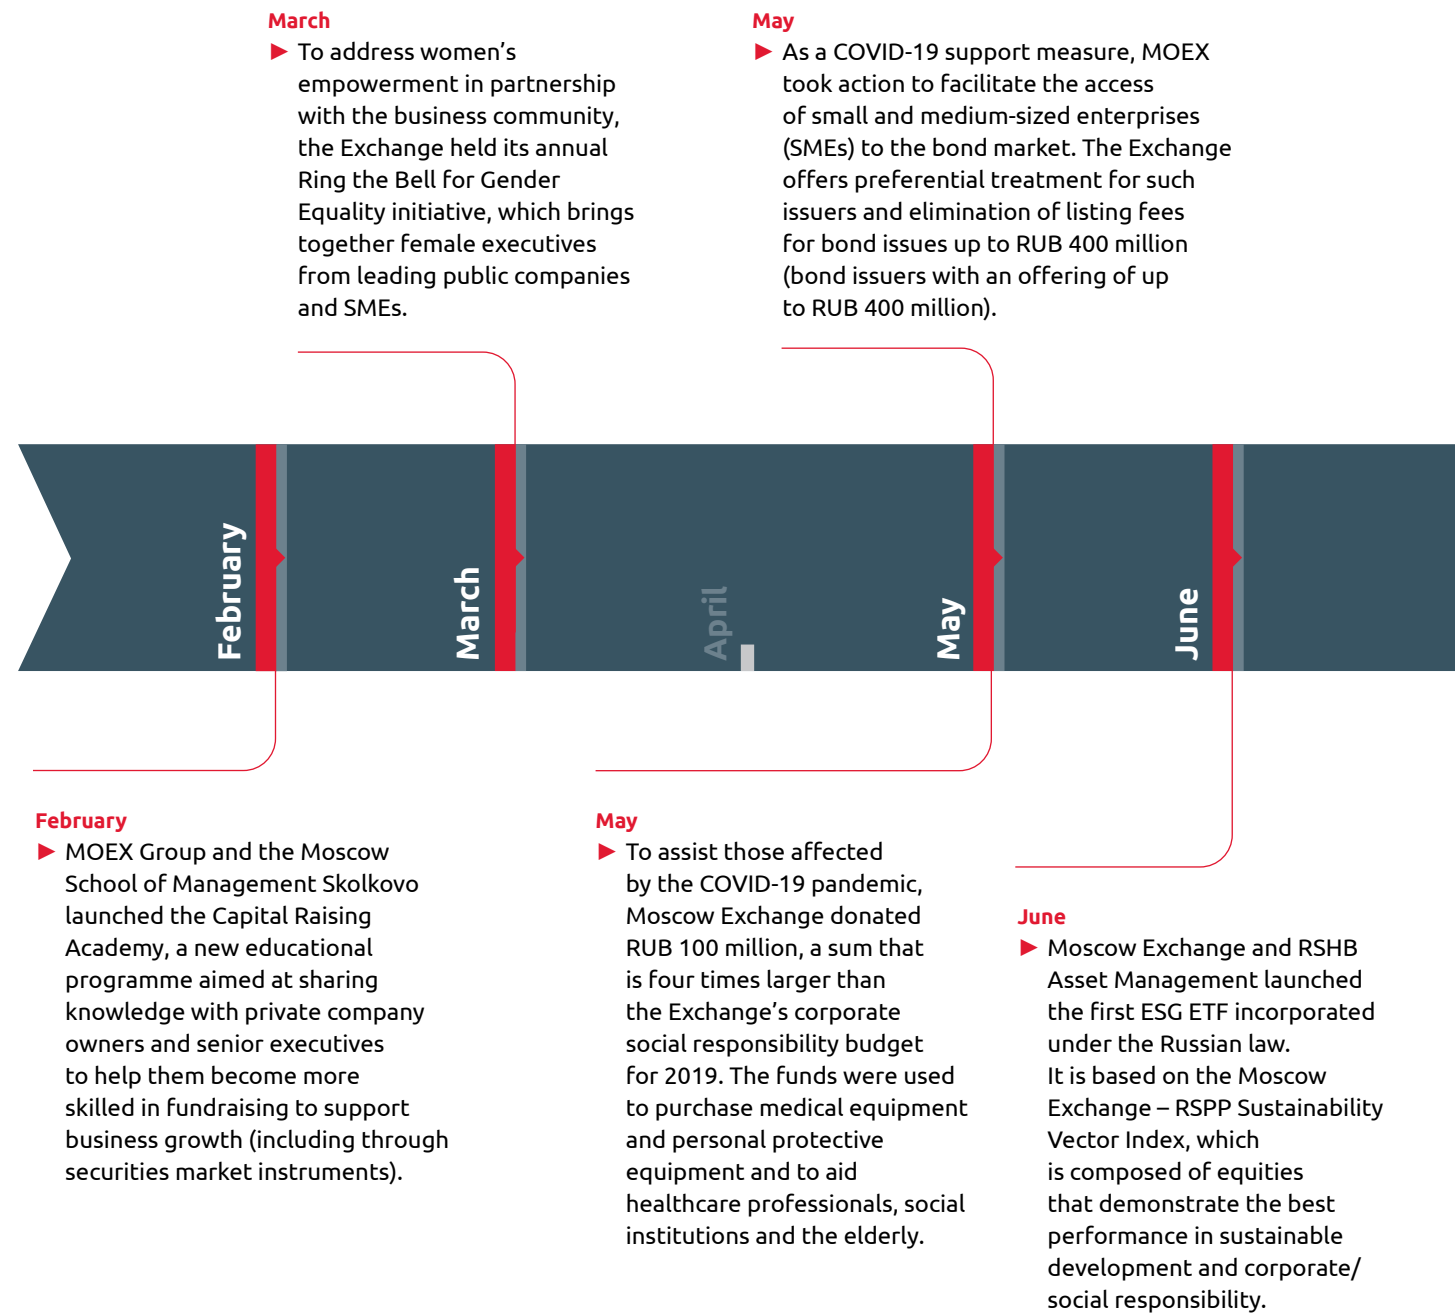 March
► To address women's
empowerment in partnership
with the business community,
the Exchange held its annual
Ring the Bell for Gender
Equality initiative, which brings
together female executives
from leading public companies
and SMEs.
May
► As a COVID-19 support measure, MOEX
took action to facilitate the access
of small and medium-sized enterprises
(SMEs) to the bond market. The Exchange
offers preferential treatment for such
issuers and elimination of listing fees
for bond issues up to RUB 400 million
(bond issuers with an offering of up
to RUB 400 million).
February
March
April
May
June
February
► MOEX Group and the Moscow
School of Management Skolkovo
launched the Capital Raising
Academy, a new educational
programme aimed at sharing
knowledge with private company
owners and senior executives
to help them become more
skilled in fundraising to support
business growth (including through
securities market instruments).
May
► To assist those affected
by the COVID-19 pandemic,
Moscow Exchange donated
RUB 100 million, a sum that
is four times larger than
the Exchange's corporate
social responsibility budget
for 2019. The funds were used
to purchase medical equipment
and personal protective
equipment and to aid
healthcare professionals, social
institutions and the elderly.
June
► Moscow Exchange and RSHB
Asset Management launched
the first ESG ETF incorporated
under the Russian law.
It is based on the Moscow
Exchange – RSPP Sustainability
Vector Index, which
is composed of equities
that demonstrate the best
performance in sustainable
development and corporate/
social responsibility.